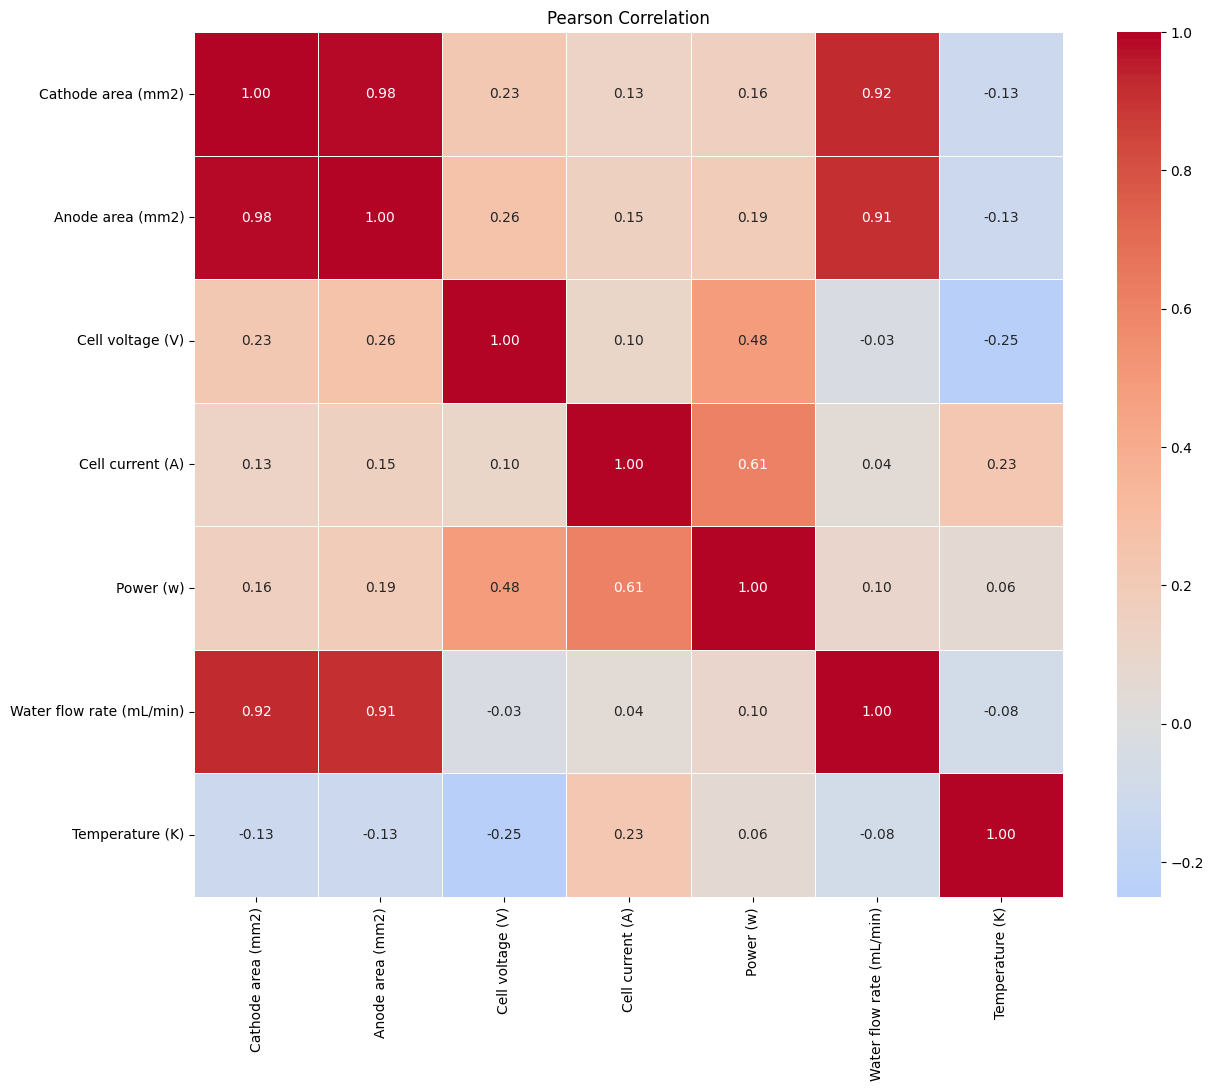 Pearson Correlation
Cathode area (mm2) 1.00 0.98 0.23 0.13 0.16 0.92 -0.13
Anode area (mm2) 0.98 1.00 0.26 0.15 0.19 0.91 -0.13
Cell voltage (V) 0.23 0.26 1.00 0.10 0.48 -0.03 -0.25
Cell current (A) 0.13 0.15 0.10 1.00 0.61 0.04 0.23
Power (w) 0.16 0.19 0.48 0.61 1.00 0.10 0.06
Water flow rate (mL/min) 0.92 0.91 -0.03 0.04 0.10 1.00 -0.08
Temperature (K) -0.13 -0.13 -0.25 0.23 0.06 -0.08 1.00
Cathode area (mm2)
Anode area (mm2)
Cell voltage (V)
Cell current (A)
Power (w)
Water flow rate (mL/min)
Temperature (K)
1.0
0.8
0.6
0.4
0.2
0.0
−0.2